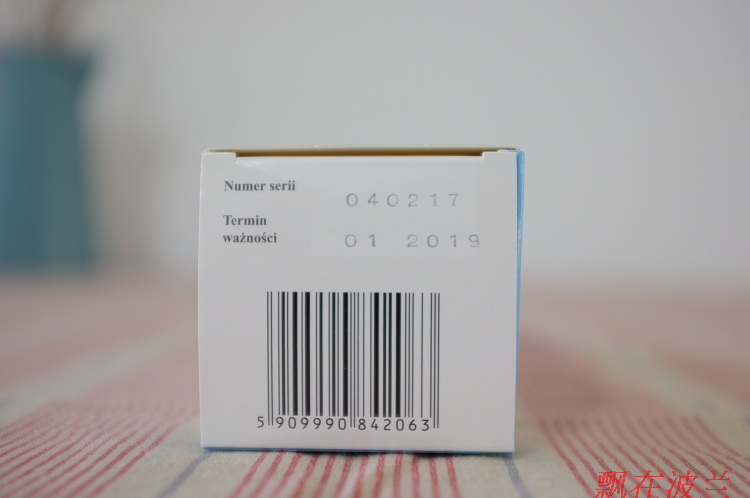 Numer serii 040217
Termin
ważności 01 2019
5 909990 842063
飘在波兰